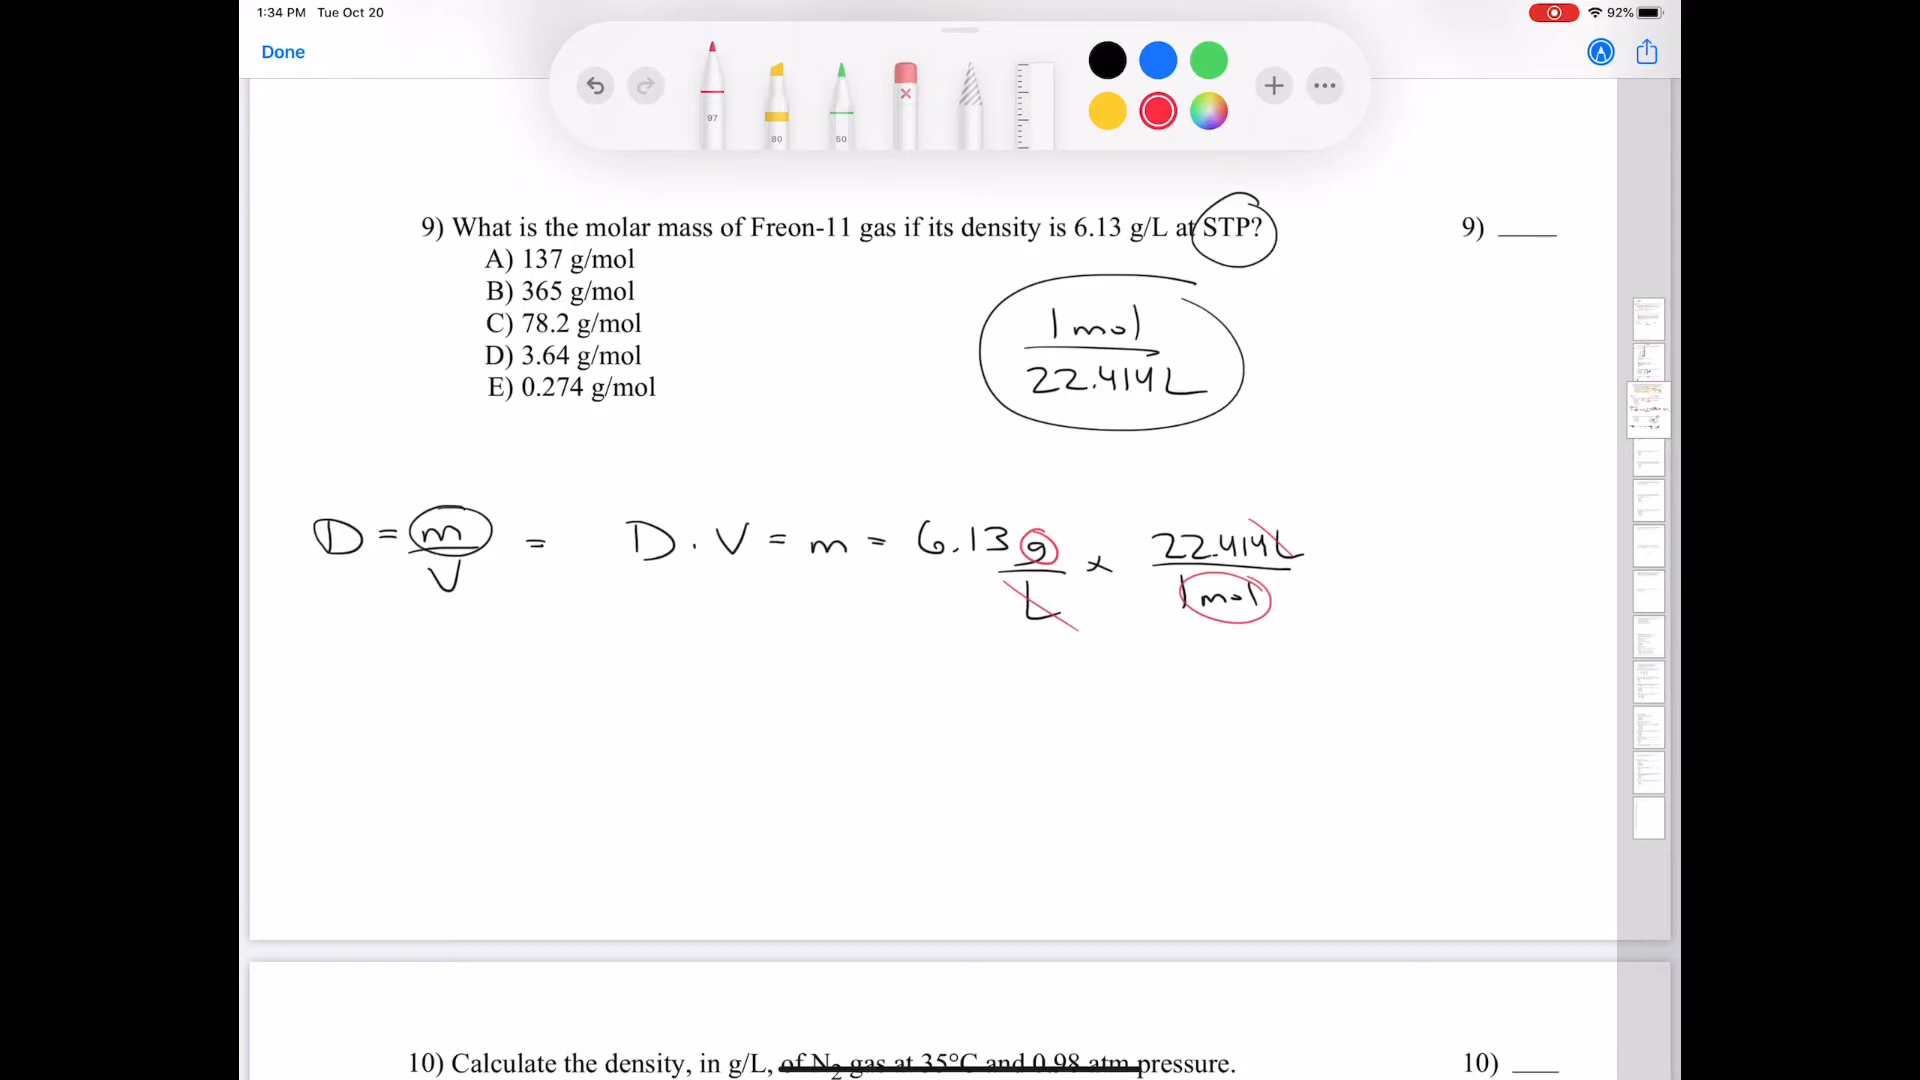 1:34 PM Tue Oct 20
92%
Done
97
80
50
9) What is the molar mass of Freon-11 gas if its density is 6.13 g/L at STP?
9) ____
A) 137 g/mol
B) 365 g/mol
C) 78.2 g/mol
D) 3.64 g/mol
E) 0.274 g/mol
1 mol
22.414 L
D = m/V = D · V = m = 6.13 g/L × 22.414 L/1 mol
10) Calculate the density, in g/L, of N₂ gas at 35°C and 0.98 atm pressure.
10) ___